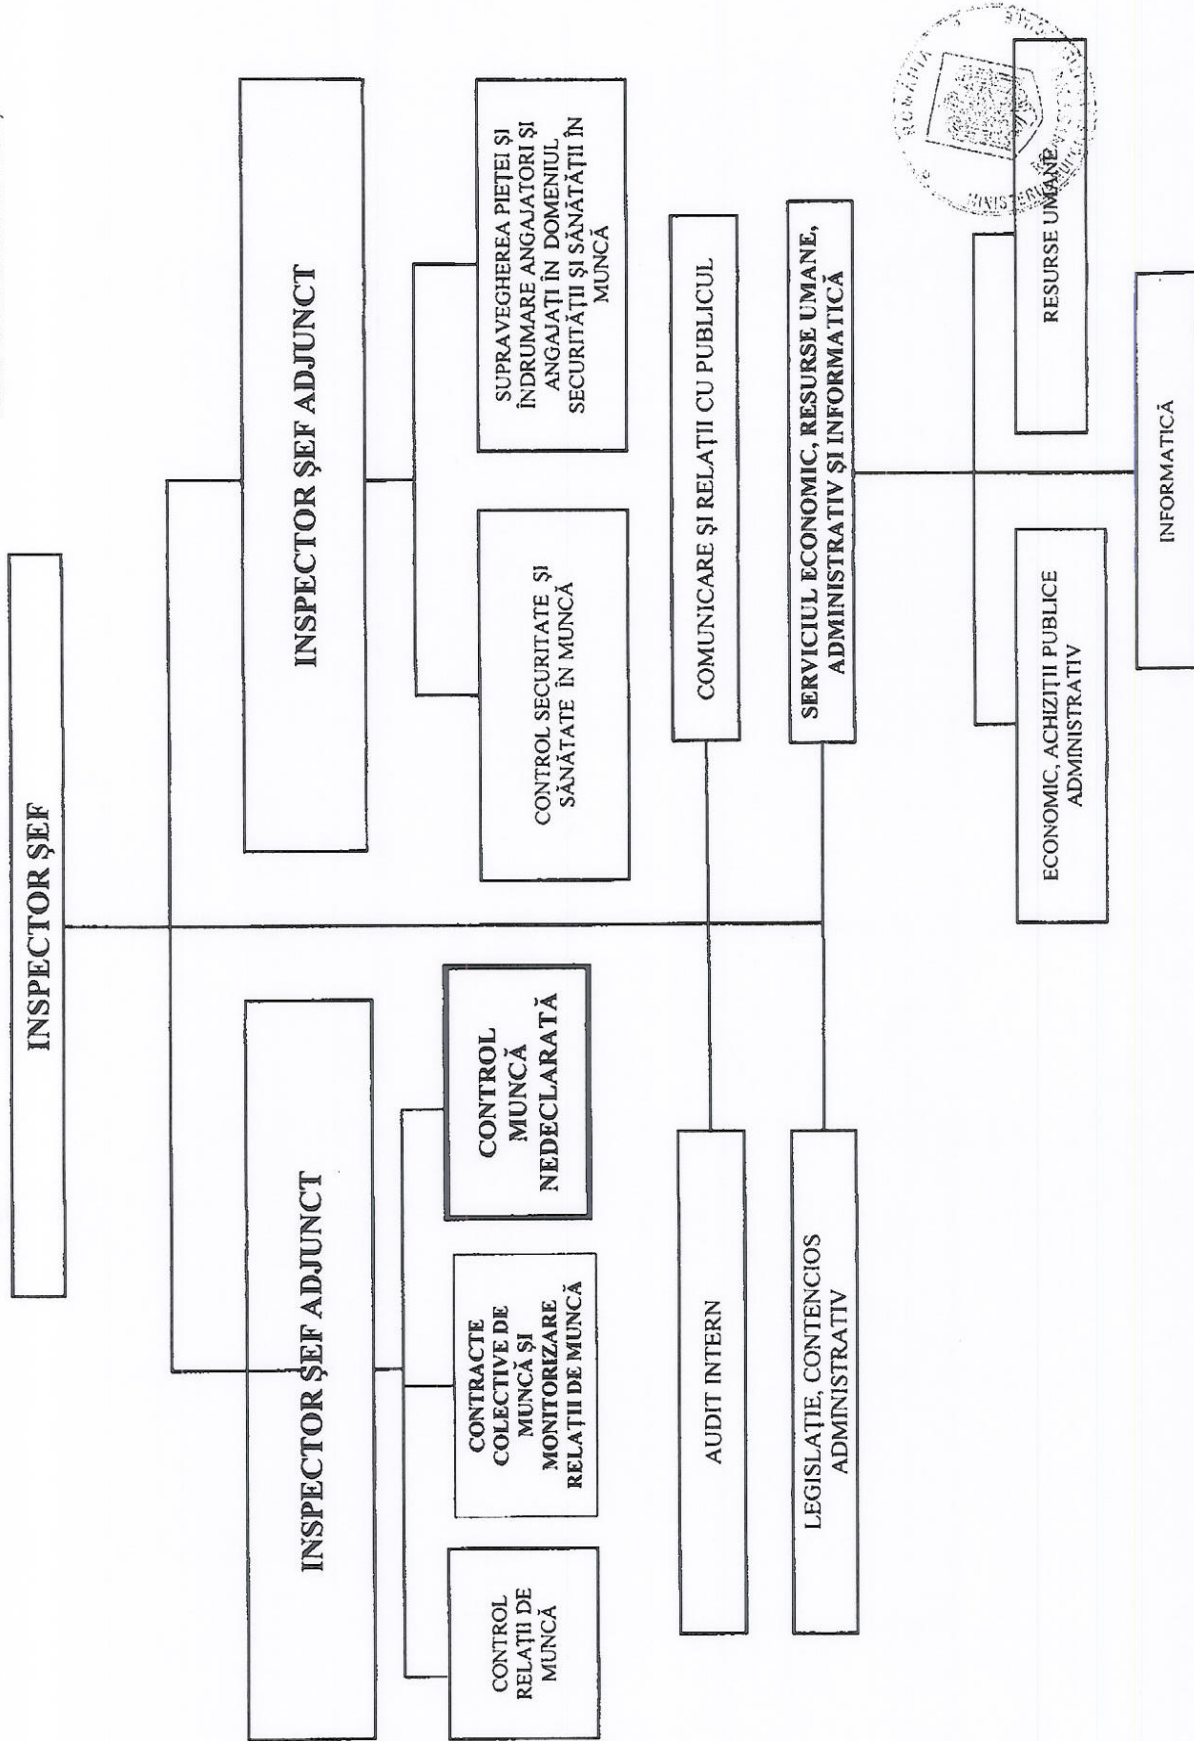 INSPECTOR ŞEF
INSPECTOR ŞEF ADJUNCT
INSPECTOR ŞEF ADJUNCT
CONTROL
RELAŢII DE
MUNCĂ
CONTRACTE
COLECTIVE DE
MUNCĂ ŞI
MONITORIZARE
RELAŢII DE MUNCĂ
CONTROL
MUNCĂ
NEDECLARATĂ
CONTROL SECURITATE ŞI
SĂNĂTATE ÎN MUNCĂ
SUPRAVEGHEREA PIEŢEI ŞI
ÎNDRUMARE ANGAJATORI ŞI
ANGAJAŢI ÎN DOMENIUL
SECURITĂŢII ŞI SĂNĂTĂŢII ÎN
MUNCĂ
AUDIT INTERN
COMUNICARE ŞI RELAŢII CU PUBLICUL
LEGISLAŢIE, CONTENCIOS
ADMINISTRATIV
SERVICIUL ECONOMIC, RESURSE UMANE,
ADMINISTRATIV ŞI INFORMATICĂ
ECONOMIC, ACHIZIŢII PUBLICE
ADMINISTRATIV
RESURSE UMANE
INFORMATICĂ
ROMÂNIA